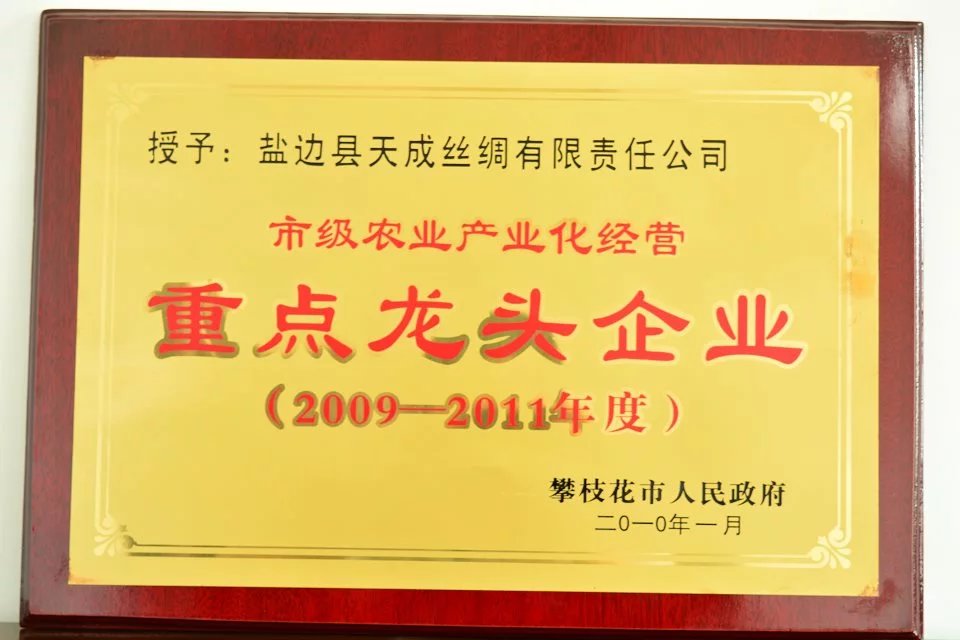 授予：盐边县天成丝绸有限责任公司
市级农业产业化经营
重点龙头企业
（2009—2011年度）
攀枝花市人民政府
二0一0年一月